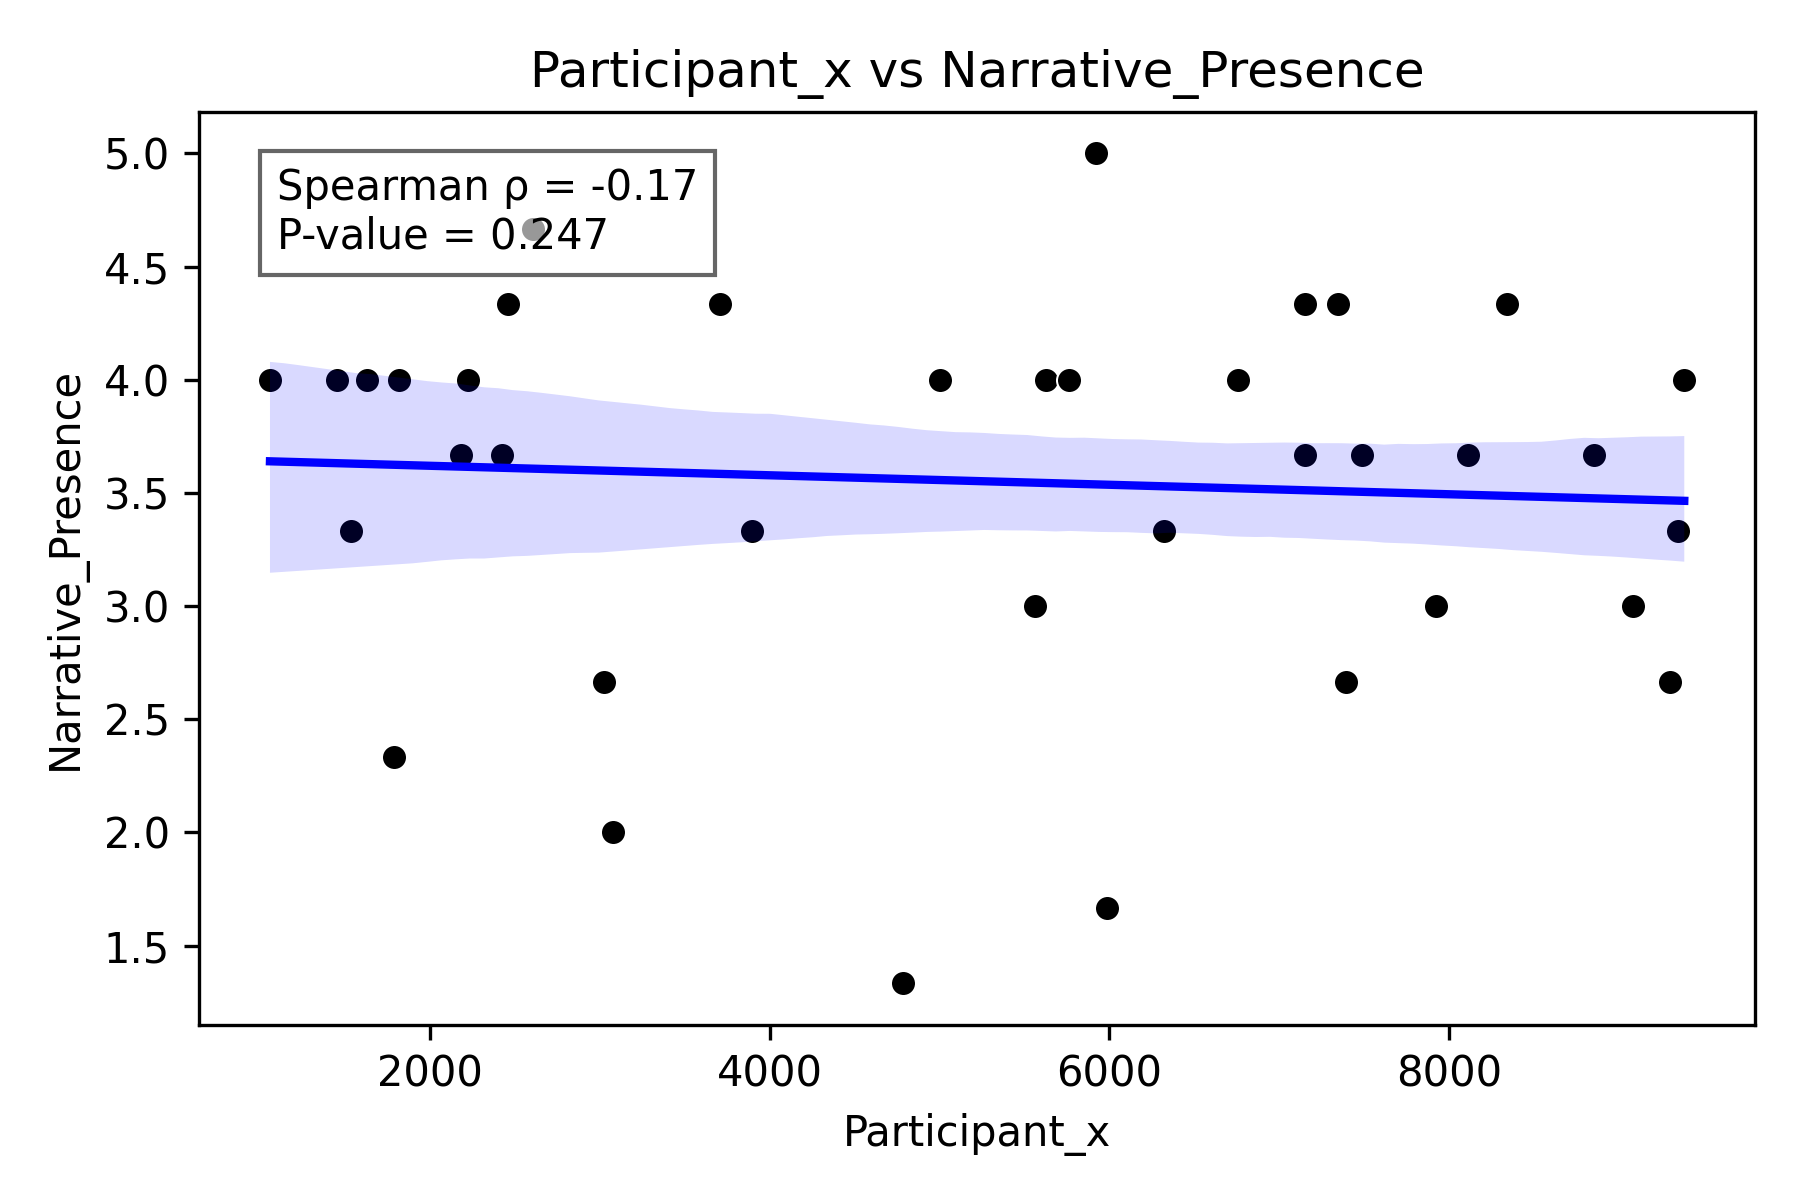 Participant_x vs Narrative_Presence
Spearman ρ = -0.17
P-value = 0.247
5.0
4.5
4.0
3.5
3.0
2.5
2.0
1.5
Narrative_Presence
2000 4000 6000 8000
Participant_x